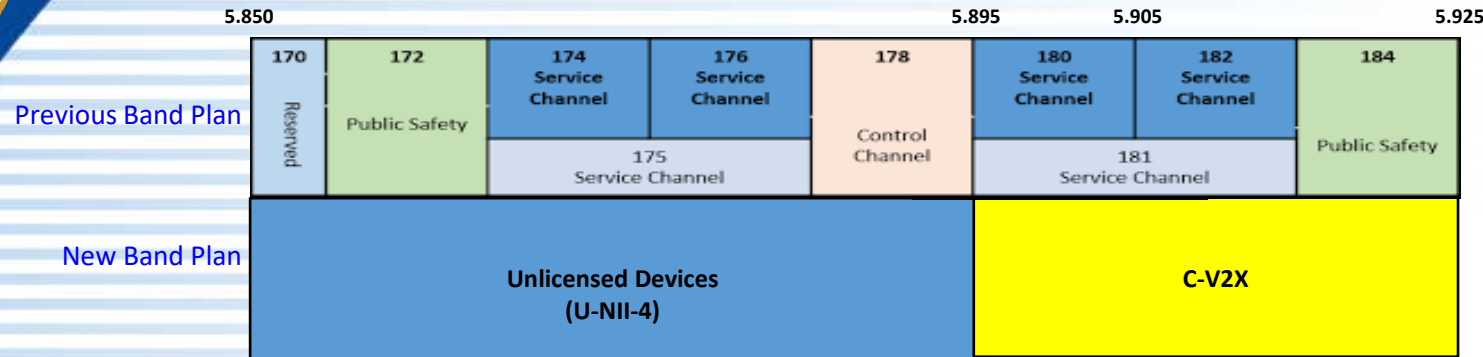 5.850 5.895 5.905 5.925
170 172 174 176 178 180 182 184
Service Service Service Service
Channel Channel Channel Channel
Previous Band Plan
Reserved
Public Safety
Control
Channel
Public Safety
175 181
Service Channel Service Channel
New Band Plan
Unlicensed Devices
(U-NII-4)
C-V2X